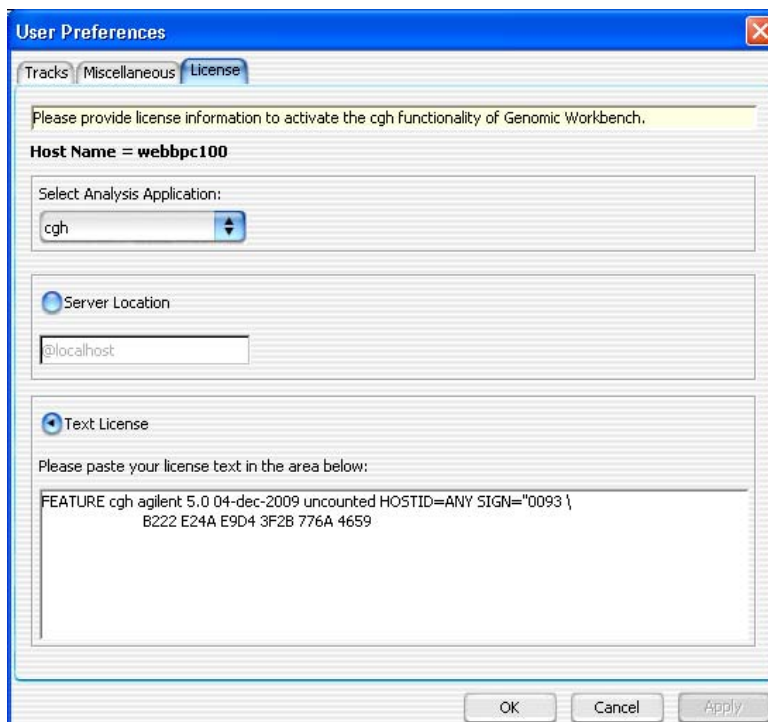 User Preferences
Tracks Miscellaneous License
Please provide license information to activate the cgh functionality of Genomic Workbench.
Host Name = webbpc100
Select Analysis Application:
cgh
Server Location
@localhost
Text License
Please paste your license text in the area below:
FEATURE cgh agilent 5.0 04-dec-2009 uncounted HOSTID=ANY SIGN="0093 \
B222 E24A E9D4 3F2B 776A 4659
OK Cancel Apply